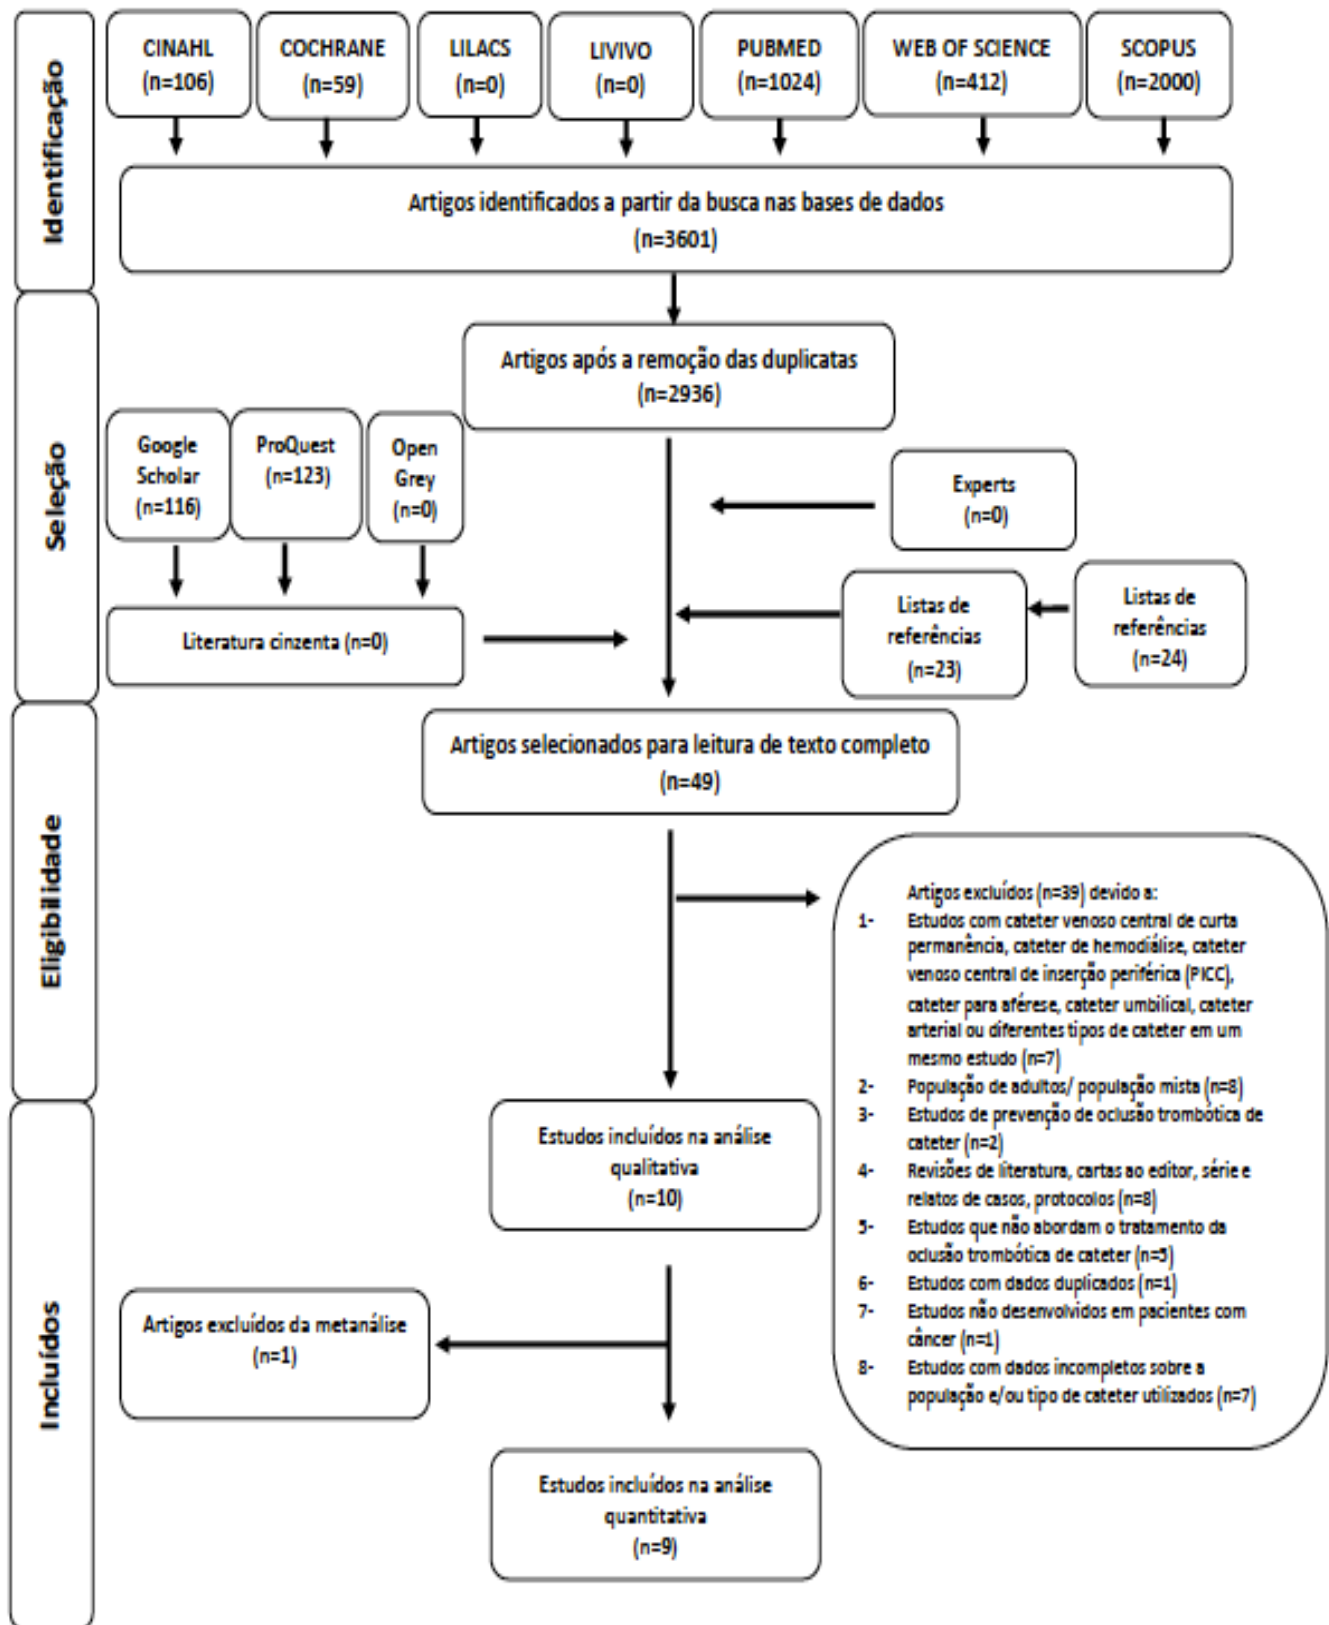 Identificação
CINAHL
(n=106)
COCHRANE
(n=59)
LILACS
(n=0)
LIVIVO
(n=0)
PUBMED
(n=1024)
WEB OF SCIENCE
(n=412)
SCOPUS
(n=2000)
Artigos identificados a partir da busca nas bases de dados
(n=3601)
Seleção
Artigos após a remoção das duplicatas
(n=2936)
Google
Scholar
(n=116)
ProQuest
(n=123)
Open
Grey
(n=0)
Experts
(n=0)
Literatura cinzenta (n=0)
Listas de
referências
(n=23)
Listas de
referências
(n=24)
Eligibilidade
Artigos selecionados para leitura de texto completo
(n=49)
Artigos excluídos (n=39) devido a:
1- Estudos com cateter venoso central de curta
permanência, cateter de hemodiálise, cateter
venoso central de inserção periférica (PICC),
cateter para aférese, cateter umbilical, cateter
arterial ou diferentes tipos de cateter em um
mesmo estudo (n=7)
2- População de adultos/ população mista (n=8)
3- Estudos de prevenção de oclusão trombótica de
cateter (n=2)
4- Revisões de literatura, cartas ao editor, série e
relatos de casos, protocolos (n=8)
5- Estudos que não abordam o tratamento da
oclusão trombótica de cateter (n=5)
6- Estudos com dados duplicados (n=1)
7- Estudos não desenvolvidos em pacientes com
câncer (n=1)
8- Estudos com dados incompletos sobre a
população e/ou tipo de cateter utilizados (n=7)
Incluídos
Estudos incluídos na análise
qualitativa
(n=10)
Artigos excluídos da metanálise
(n=1)
Estudos incluídos na análise
quantitativa
(n=9)